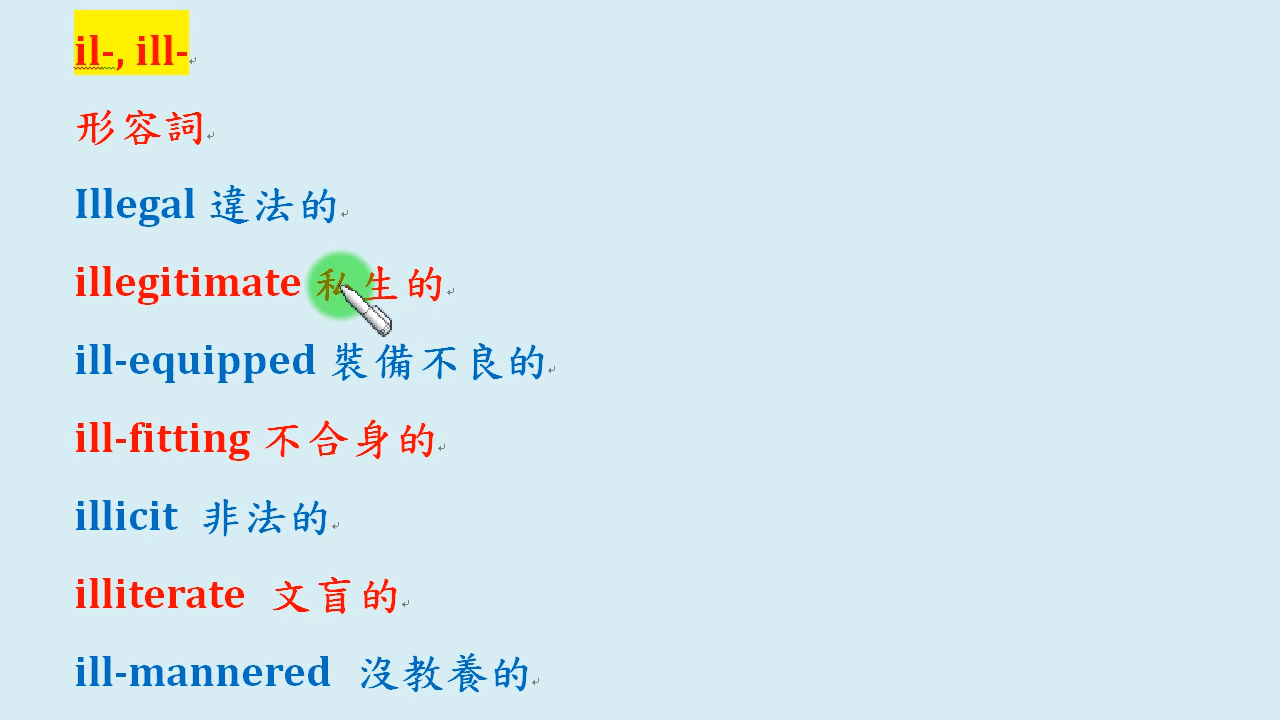 il-, ill-
形容詞
Illegal 違法的
illegitimate 私生的
ill-equipped 裝備不良的
ill-fitting 不合身的
illicit 非法的
illiterate 文盲的
ill-mannered 沒教養的